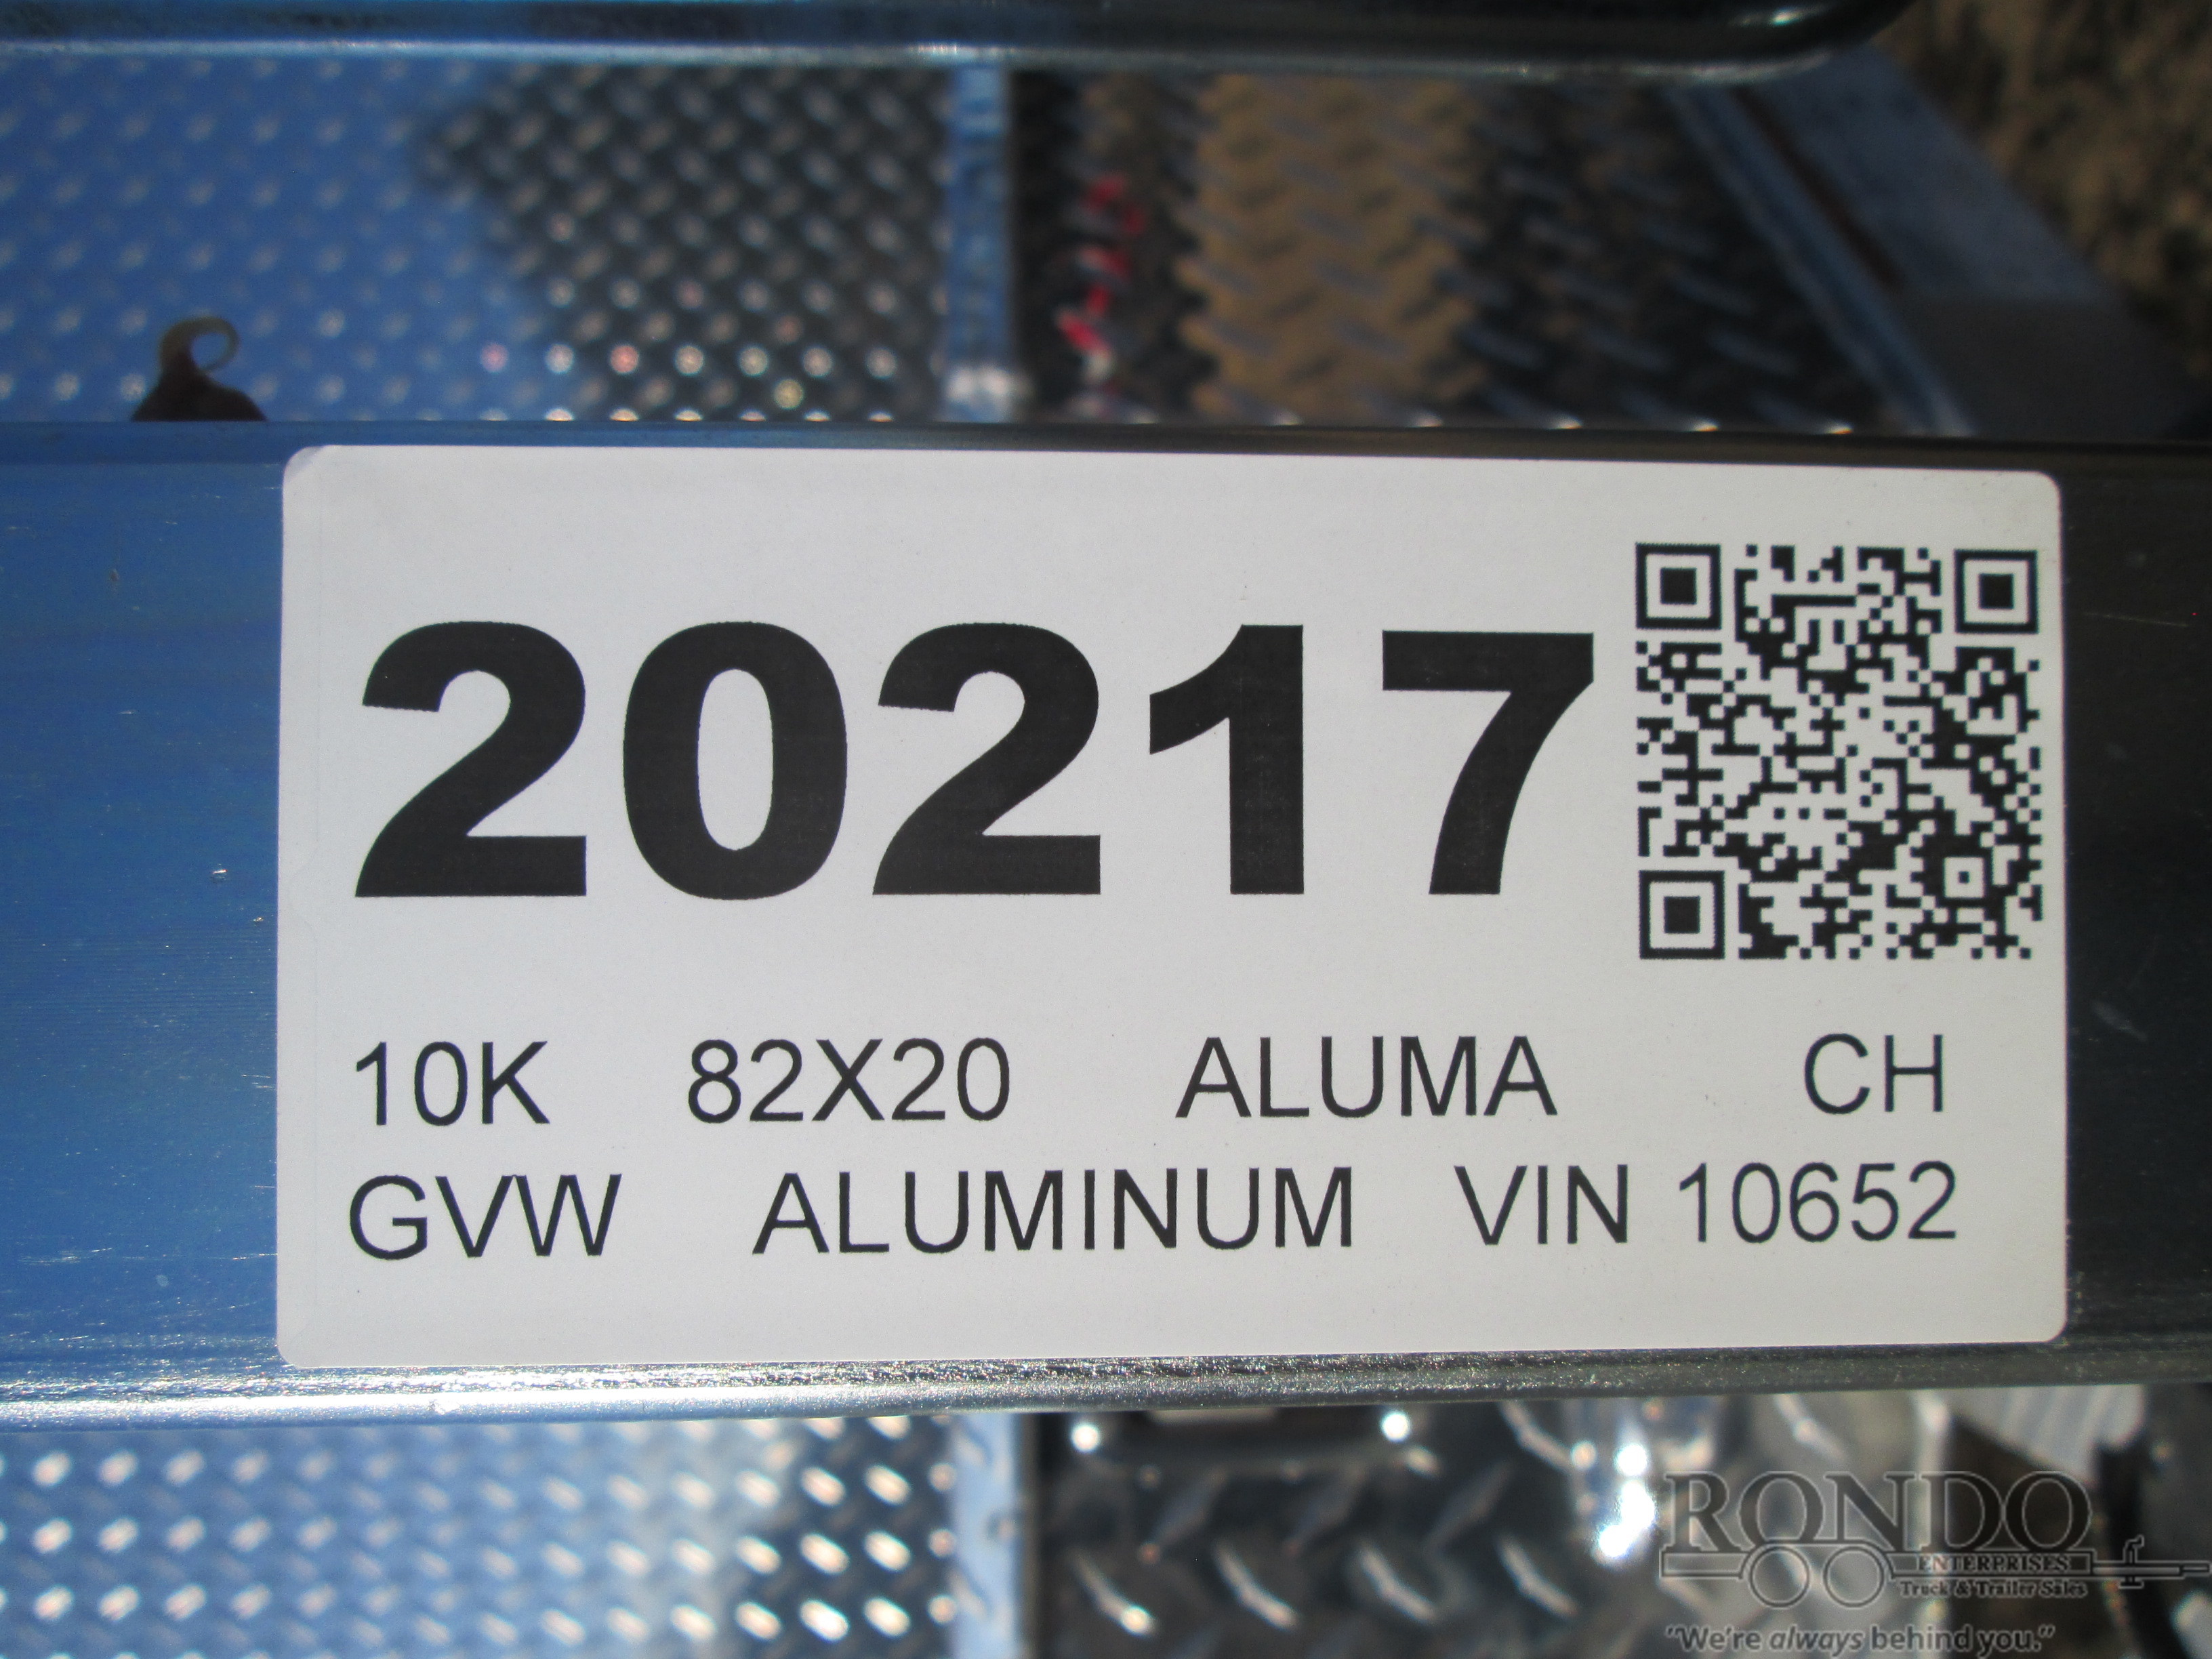 20217
10K 82X20 ALUMA CH
GVW ALUMINUM VIN 10652
RONDO
ENTERPRISES
Truck & Trailer Sales
"We're always behind you."